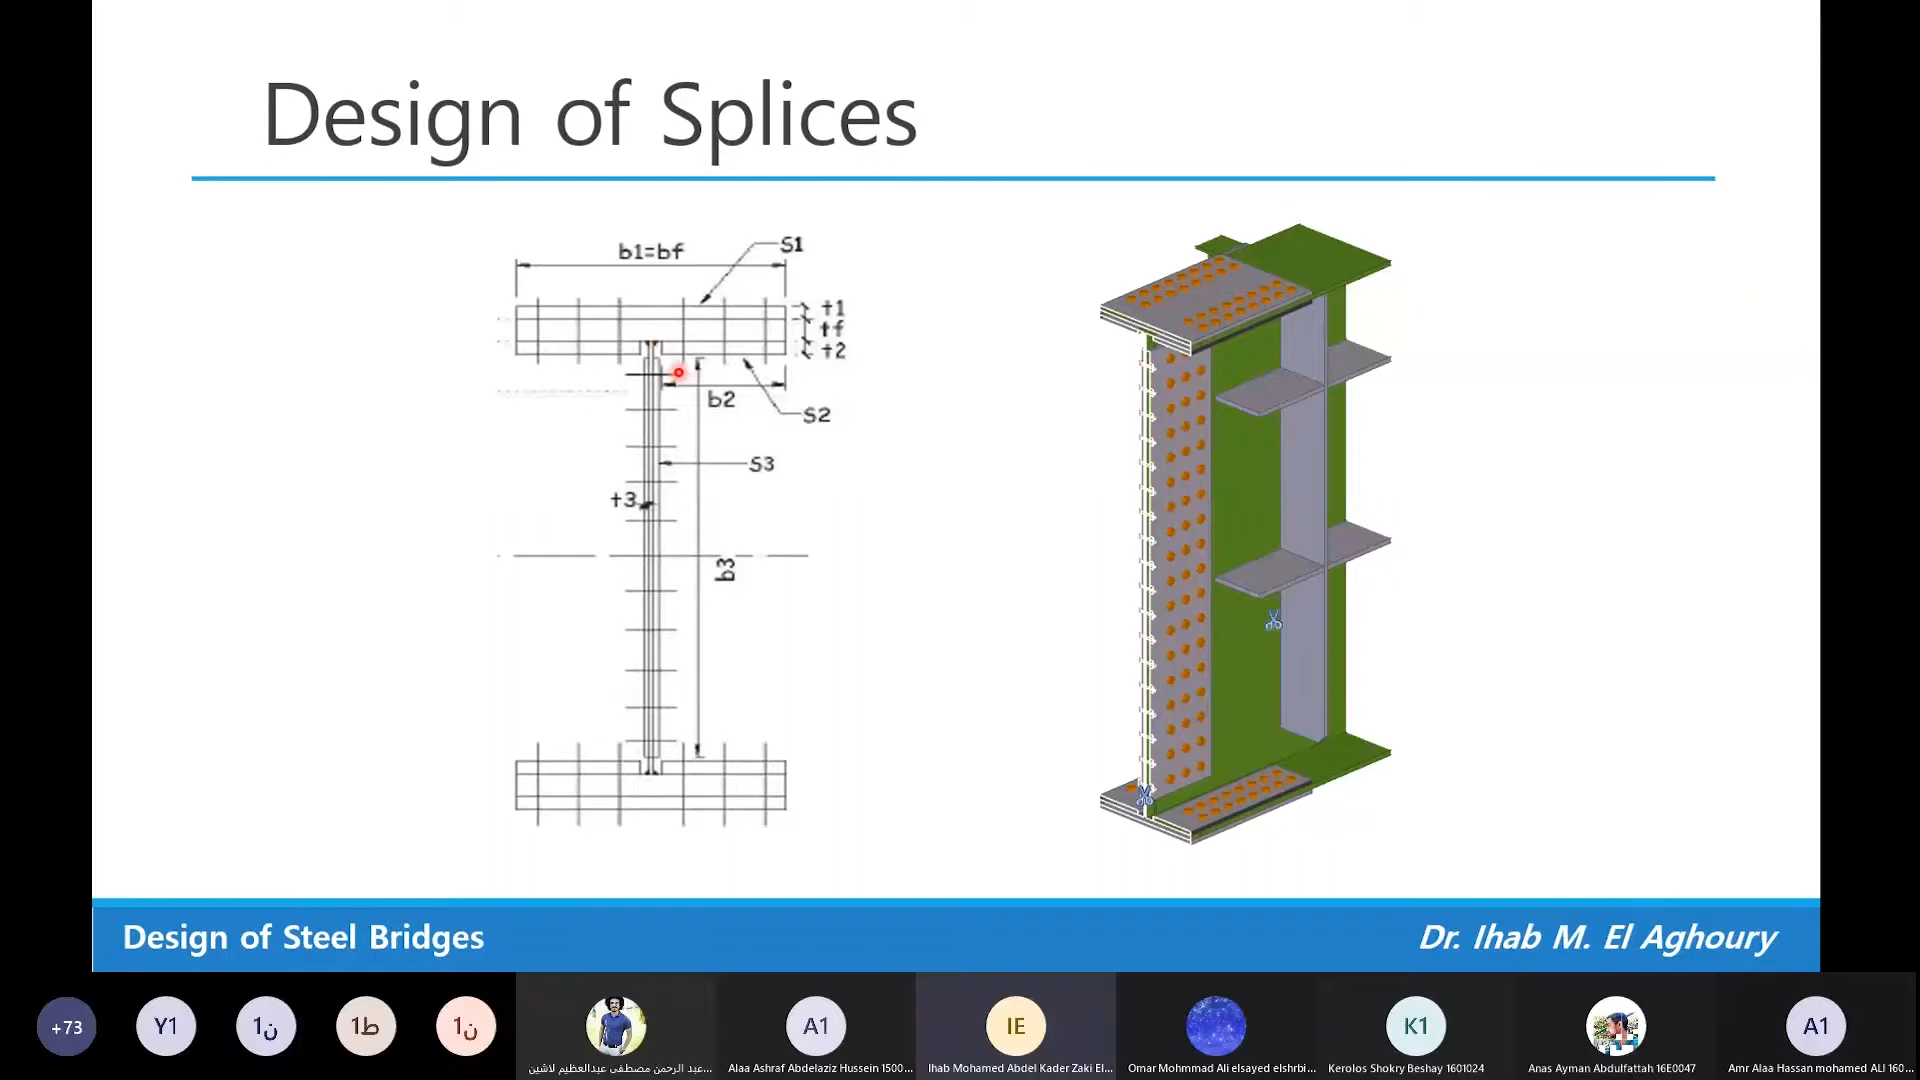 Design of Splices
b1=bf
S1
t1
tf
t2
b2
S2
S3
t3
b3
Design of Steel Bridges
Dr. Ihab M. El Aghoury
+73
Y1
ن1
ط1
ن1
A1
IE
K1
A1
عبد الرحمن مصطفى عبدالعظيم لاشين...
Alaa Ashraf Abdelaziz Hussein 1500...
Ihab Mohamed Abdel Kader Zaki El...
Omar Mohmmad Ali elsayed elshrbi...
Kerolos Shokry Beshay 1601024
Anas Ayman Abdulfattah 16E0047
Amr Alaa Hassan mohamed ALI 160...